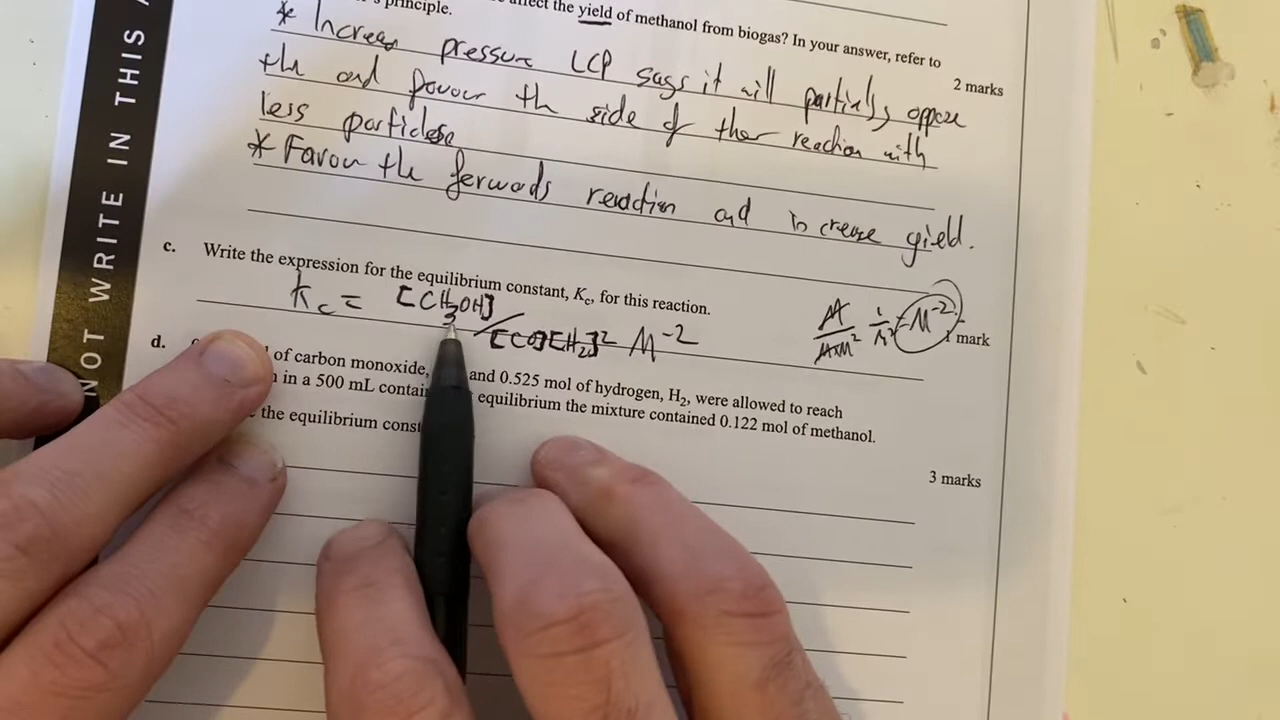 's principle.
affect the yield of methanol from biogas? In your answer, refer to
2 marks
* Increas pressure LCP says it will partially oppose
the and favour the side of ther reaction with
less particles
* Favour the forwads reaction and increase yield.
NOT WRITE IN THIS A
c. Write the expression for the equilibrium constant, Kc, for this reaction.
Kc = [CH3OH] / [CO][H2]² M⁻²
M⁻²
1 mark
d. of carbon monoxide, and 0.525 mol of hydrogen, H2, were allowed to reach
in a 500 mL contai equilibrium the mixture contained 0.122 mol of methanol.
the equilibrium const
3 marks